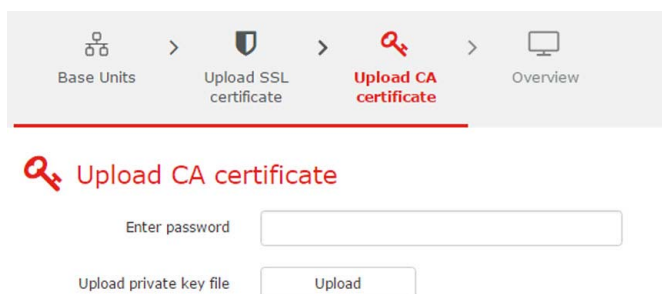 Base Units
Upload SSL
certificate
Upload CA
certificate
Overview
Upload CA certificate
Enter password
Upload private key file
Upload